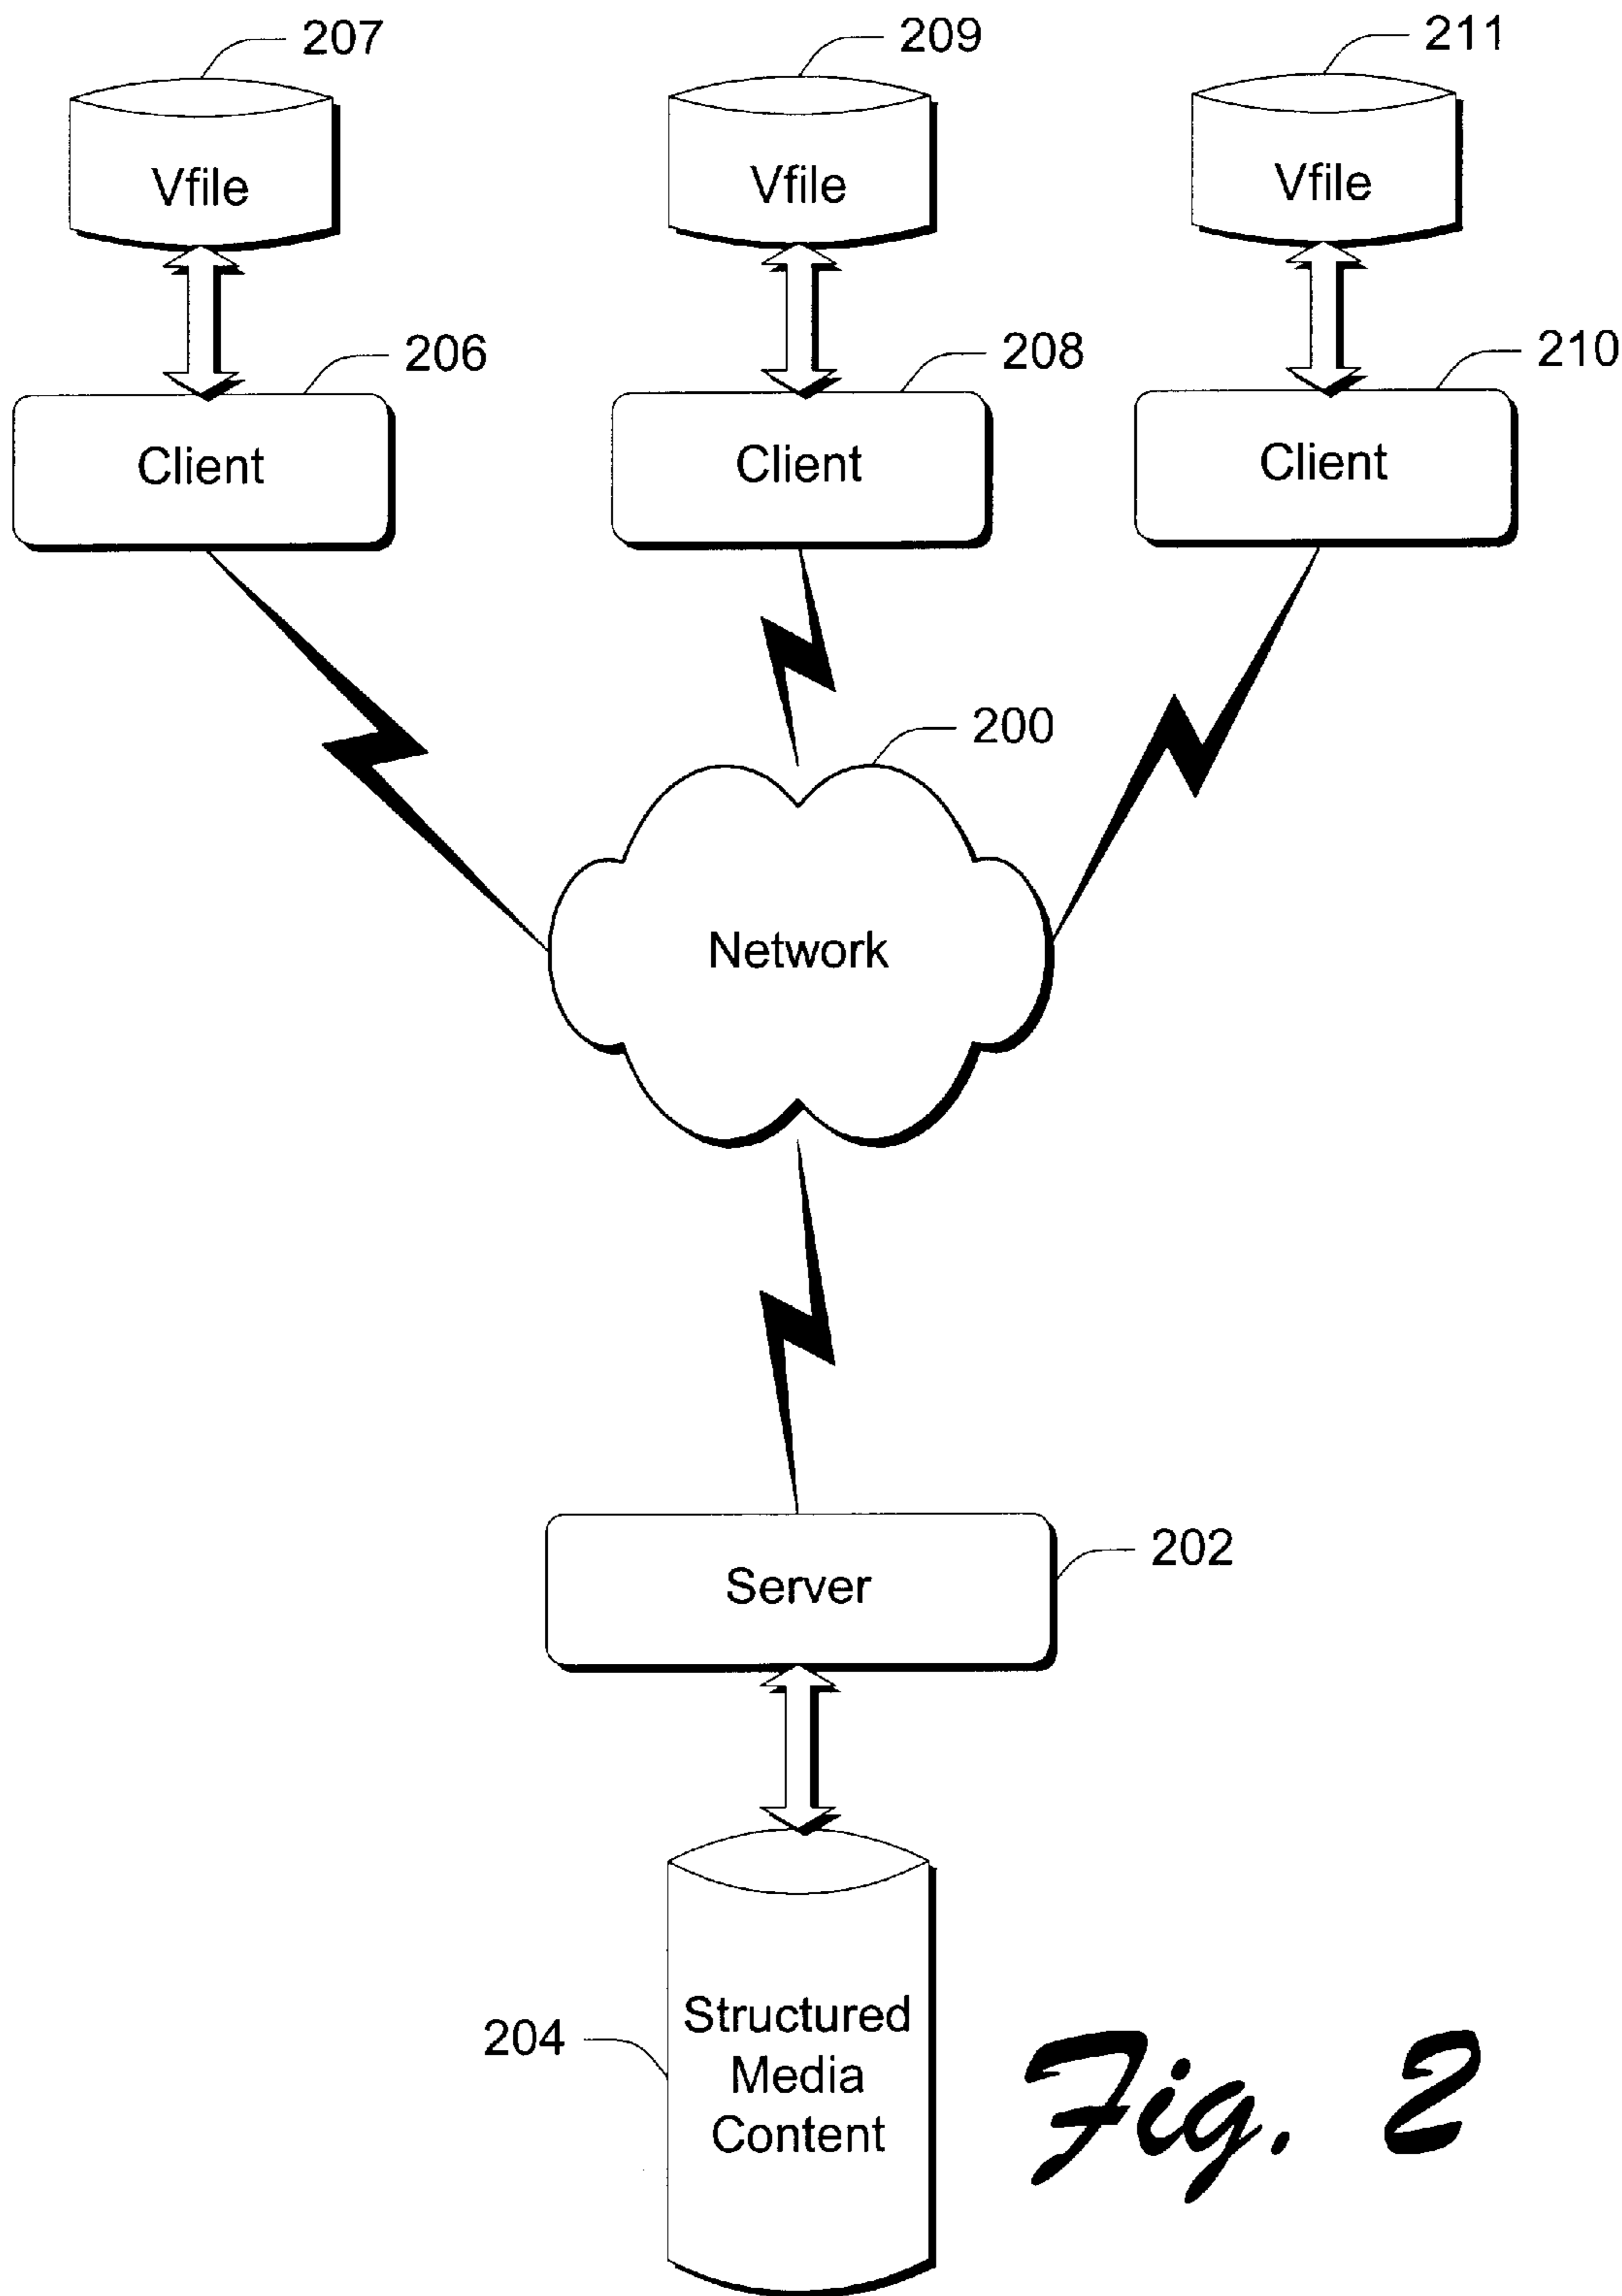 207
209
211
Vfile
Vfile
Vfile
206
208
210
Client
Client
Client
200
Network
202
Server
204
Structured
Media
Content
Fig. 2